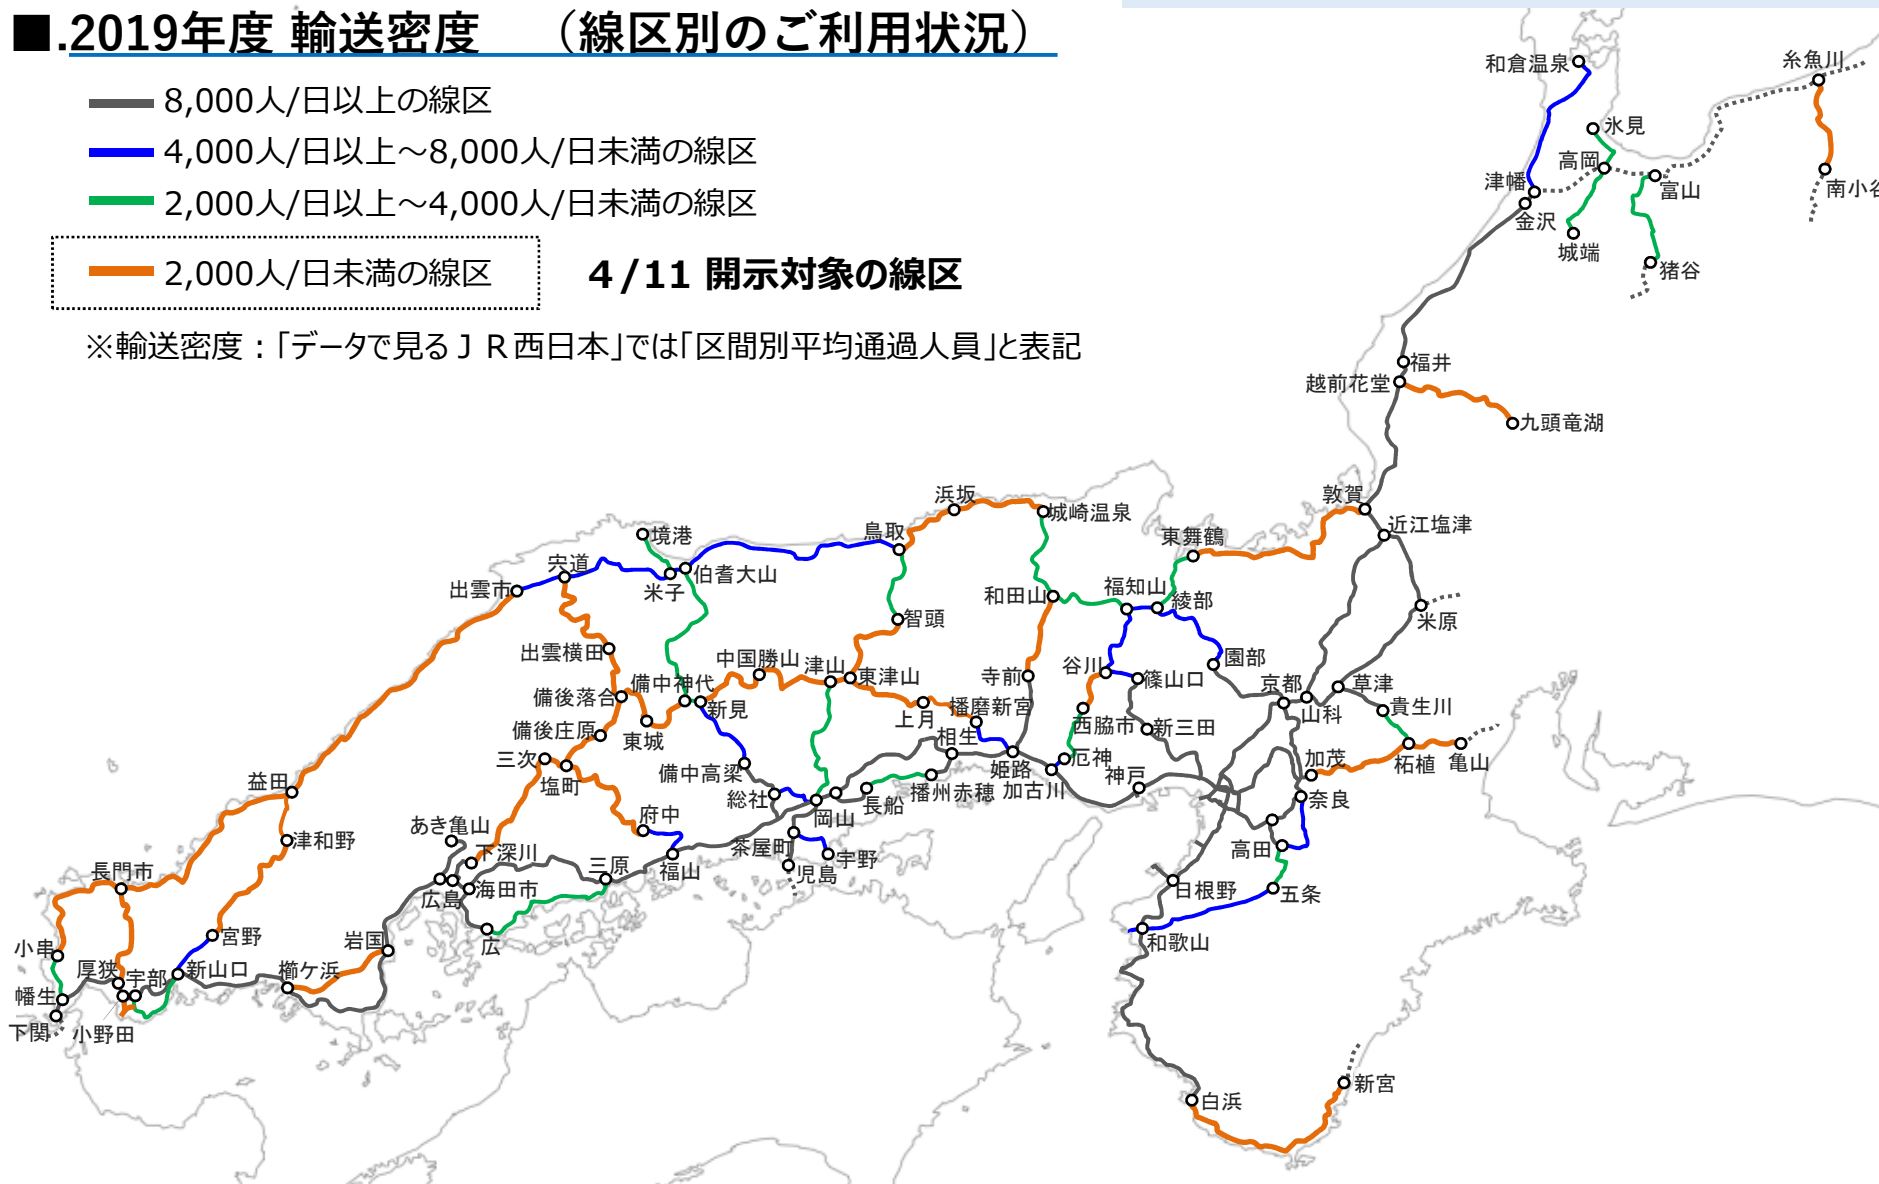 ■.2019年度 輸送密度 （線区別のご利用状況）
8,000人/日以上の線区
4,000人/日以上～8,000人/日未満の線区
2,000人/日以上～4,000人/日未満の線区
2,000人/日未満の線区
４/11 開示対象の線区
※輸送密度：｢データで見るＪＲ西日本｣では｢区間別平均通過人員｣と表記
和倉温泉
糸魚川
氷見
高岡
津幡
富山
南小谷
金沢
城端
猪谷
福井
越前花堂
九頭竜湖
敦賀
近江塩津
浜坂
城崎温泉
鳥取
東舞鶴
境港
宍道
伯耆大山
出雲市
米子
和田山
福知山
綾部
米原
智頭
出雲横田
中国勝山
津山
東津山
寺前
谷川
篠山口
園部
京都
山科
草津
備後落合
備中神代
新見
上月
播磨新宮
貴生川
備後庄原
東城
西脇市
新三田
三次
塩町
備中高梁
相生
姫路
厄神
神戸
加茂
柘植
亀山
益田
総社
岡山
長船
播州赤穂
加古川
奈良
津和野
あき亀山
下深川
府中
茶屋町
宇野
高田
長門市
三原
福山
児島
広島
海田市
日根野
五条
小串
宮野
岩国
広
和歌山
厚狭
宇部
新山口
櫛ケ浜
幡生
下関
小野田
新宮
白浜